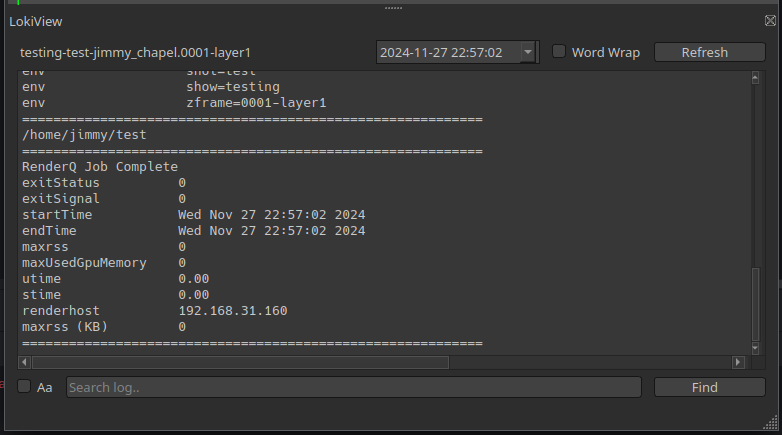 LokiView
testing-test-jimmy_chapel.0001-layer1 2024-11-27 22:57:02 Word Wrap Refresh
env shot=test
env show=testing
env zframe=0001-layer1
===========================================================
/home/jimmy/test
===========================================================
RenderQ Job Complete
exitStatus 0
exitSignal 0
startTime Wed Nov 27 22:57:02 2024
endTime Wed Nov 27 22:57:02 2024
maxrss 0
maxUsedGpuMemory 0
utime 0.00
stime 0.00
renderhost 192.168.31.160
maxrss (KB) 0
===========================================================
Aa Search log.. Find